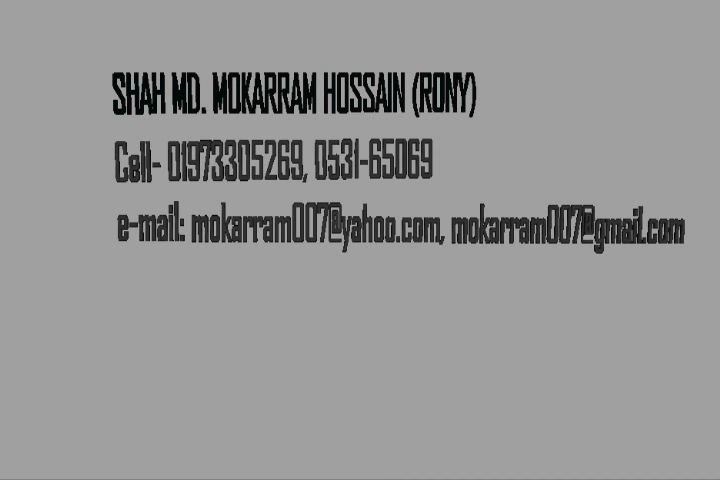 SHAH MD. MOKARRAM HOSSAIN (RONY)
Cell- 01973305269, 0531-65069
e-mail: mokarram007@yahoo.com, mokarram007@gmail.com